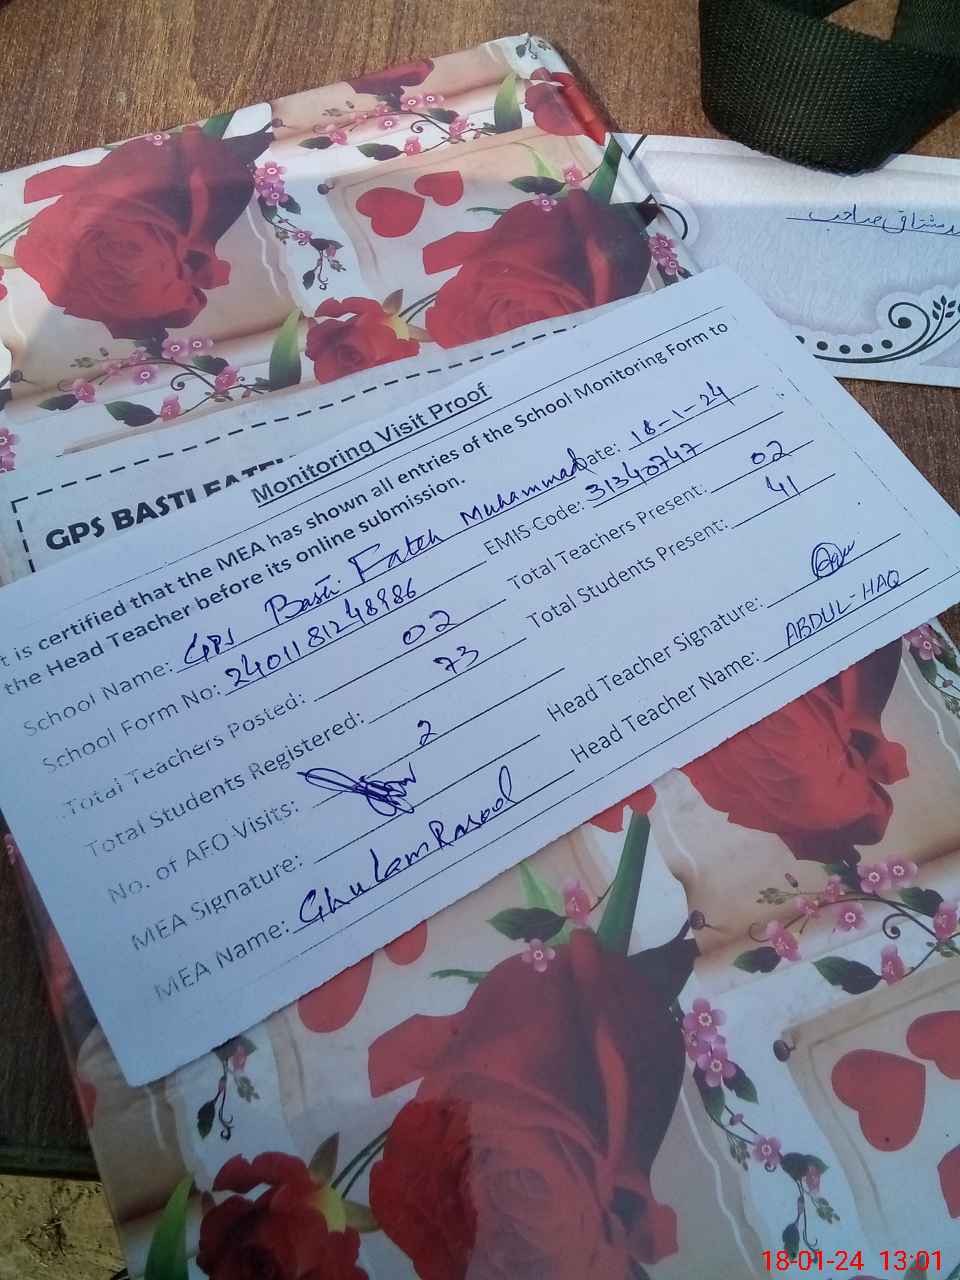 مشتاق صاحب
GPS BASTI FATEH
Monitoring Visit Proof
t is certified that the MEA has shown all entries of the School Monitoring Form to
the Head Teacher before its online submission.
School Name: GPS Basti Fateh Muhammad ate: 18-1-24
School Form No: 2401181248986 EMIS Code: 31340747
Total Teachers Posted: 02 Total Teachers Present: 02
Total Students Registered: 73 Total Students Present: 41
No. of AFO Visits: 2
MEA Signature: Head Teacher Signature:
MEA Name: Ghulam Rasool Head Teacher Name: ABDUL-HAQ
18-01-24 13:01